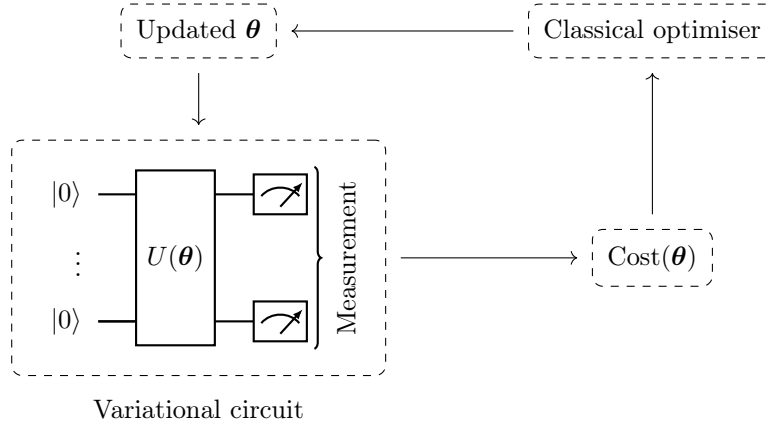 Updated θ
Classical optimiser
|0⟩
⋮
|0⟩
U(θ)
Measurement
Cost(θ)
Variational circuit